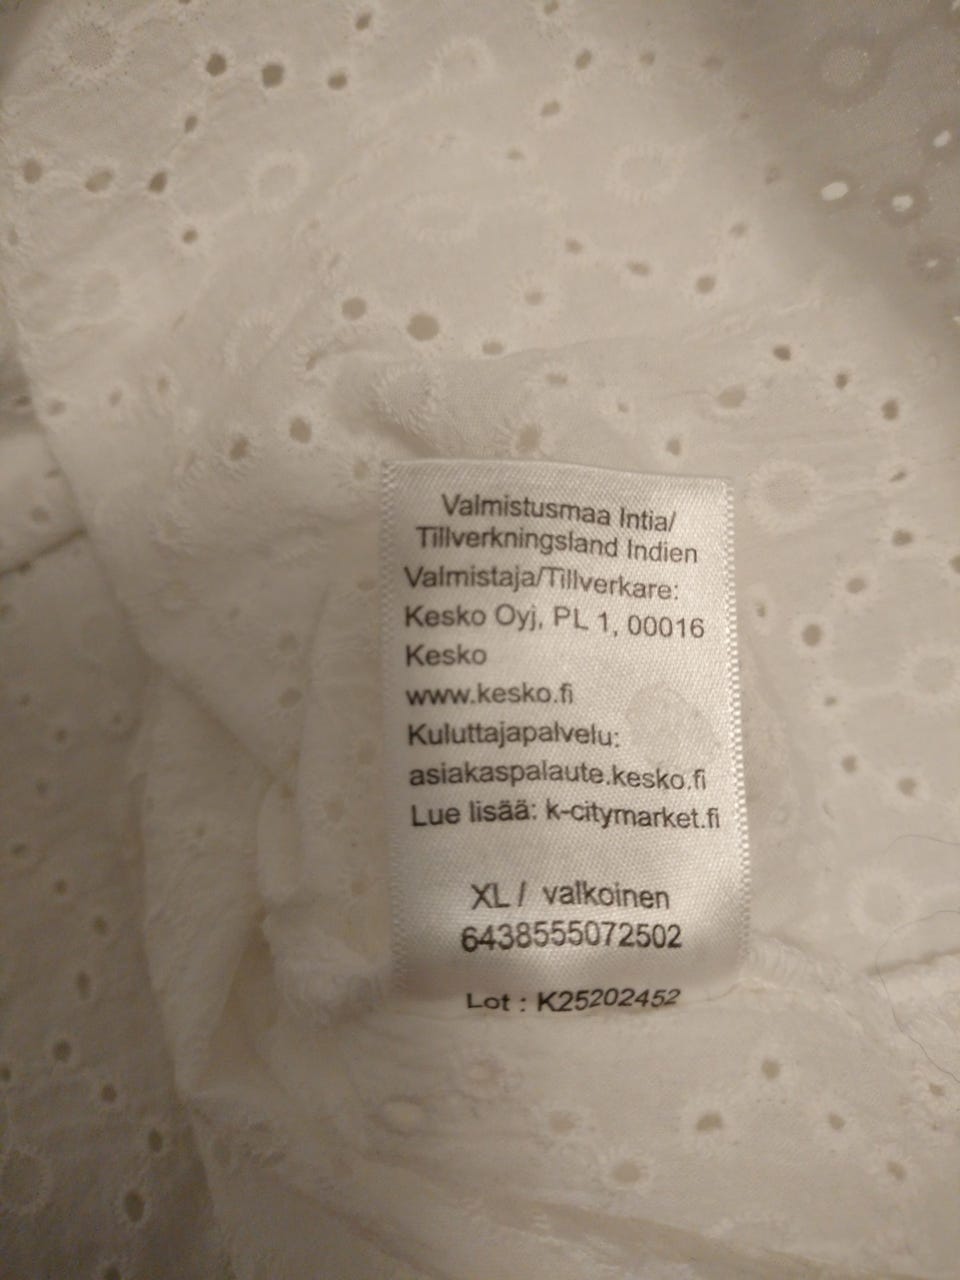 Valmistusmaa Intia/
Tillverkningsland Indien
Valmistaja/Tillverkare:
Kesko Oyj, PL 1, 00016
Kesko
www.kesko.fi
Kuluttajapalvelu:
asiakaspalaute.kesko.fi
Lue lisää: k-citymarket.fi
XL / valkoinen
6438555072502
Lot : K25202452